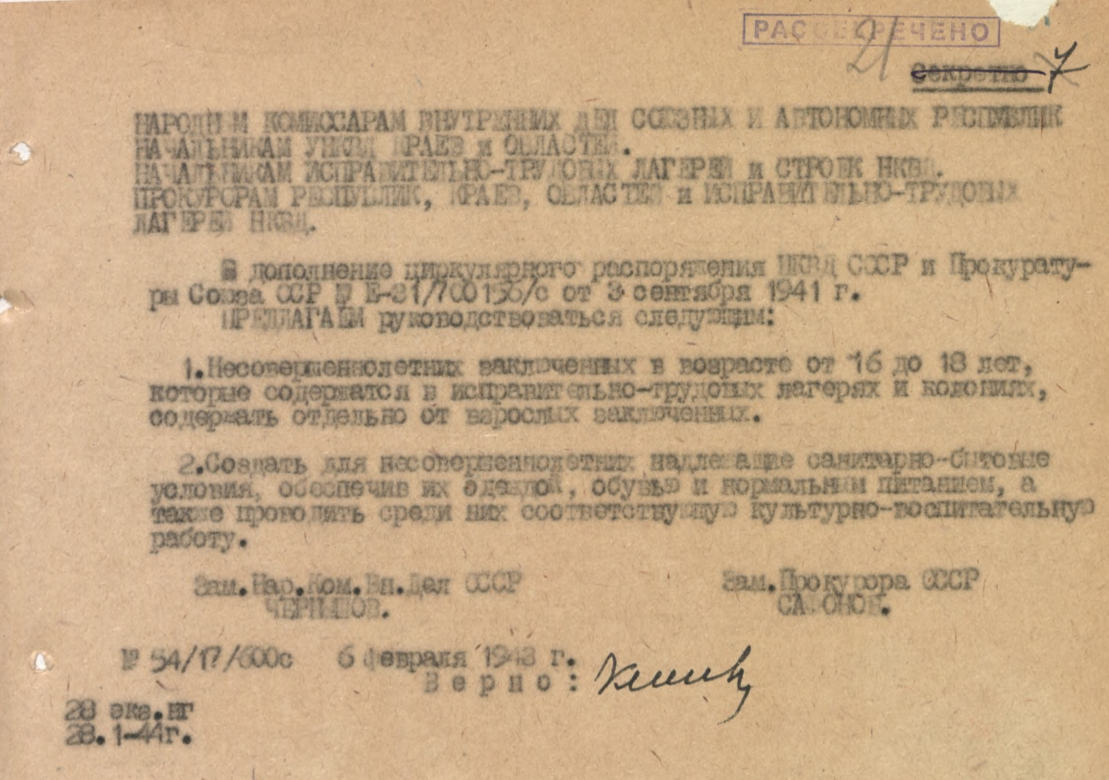 РАССЕКРЕЧЕНО
21
Секретно 7
НАРОДНЫМ КОМИССАРАМ ВНУТРЕННИХ ДЕЛ СОЮЗНЫХ И АВТОНОМНЫХ РЕСПУБЛИК
НАЧАЛЬНИКАМ УНКВД КРАЕВ и ОБЛАСТЕЙ.
НАЧАЛЬНИКАМ ИСПРАВИТЕЛЬНО-ТРУДОВЫХ ЛАГЕРЕЙ и СТРОЕК НКВД.
ПРОКУРОРАМ РЕСПУБЛИК, КРАЕВ, ОБЛАСТЕЙ и ИСПРАВИТЕЛЬНО-ТРУДОВЫХ
ЛАГЕРЕЙ НКВД.
В дополнение циркулярного распоряжения НКВД СССР и Прокурату-
ры Союза ССР № Е-31/700156/с от 3 сентября 1941 г.
ПРЕДЛАГАЕМ руководствоваться следующим:
1.Несовершеннолетних заключенных в возрасте от 16 до 18 лет,
которые содержатся в исправительно-трудовых лагерях и колониях,
содержать отдельно от взрослых заключенных.
2.Создать для несовершеннолетних надлежащие санитарно-бытовые
условия, обеспечив их одеждой, обувью и нормальным питанием, а
также проводить среди них соответствующую культурно-воспитательную
работу.
Зам.Нар.Ком.Вн.Дел СССР Зам.Прокурора СССР
ЧЕРНЫШОВ. САФОНОВ.
№ 54/17/600с 6 февраля 1943 г.
Верно:
28 экз.нг
28.1-44г.